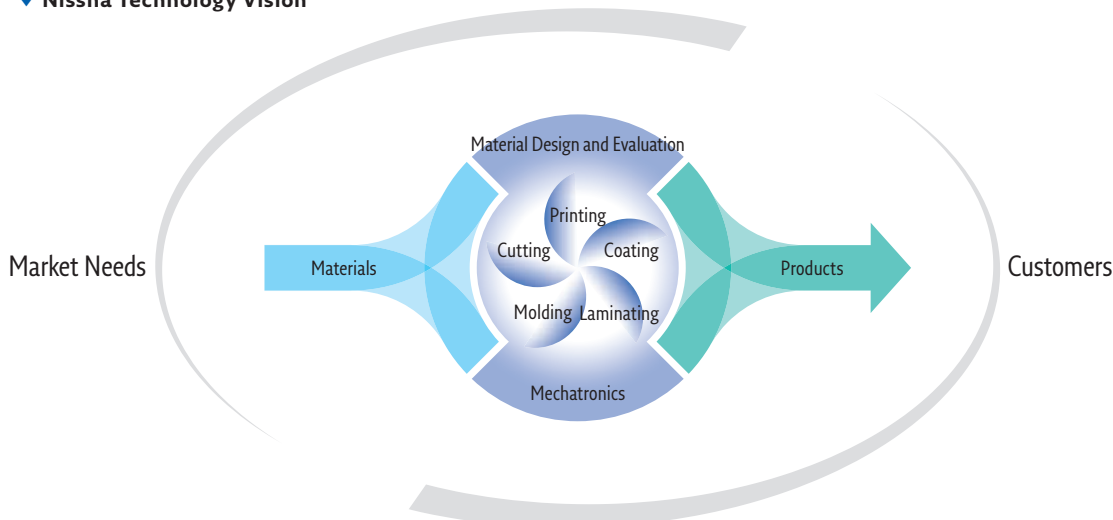 Nissha Technology Vision
Material Design and Evaluation
Printing
Cutting
Coating
Market Needs
Materials
Products
Customers
Molding
Laminating
Mechatronics